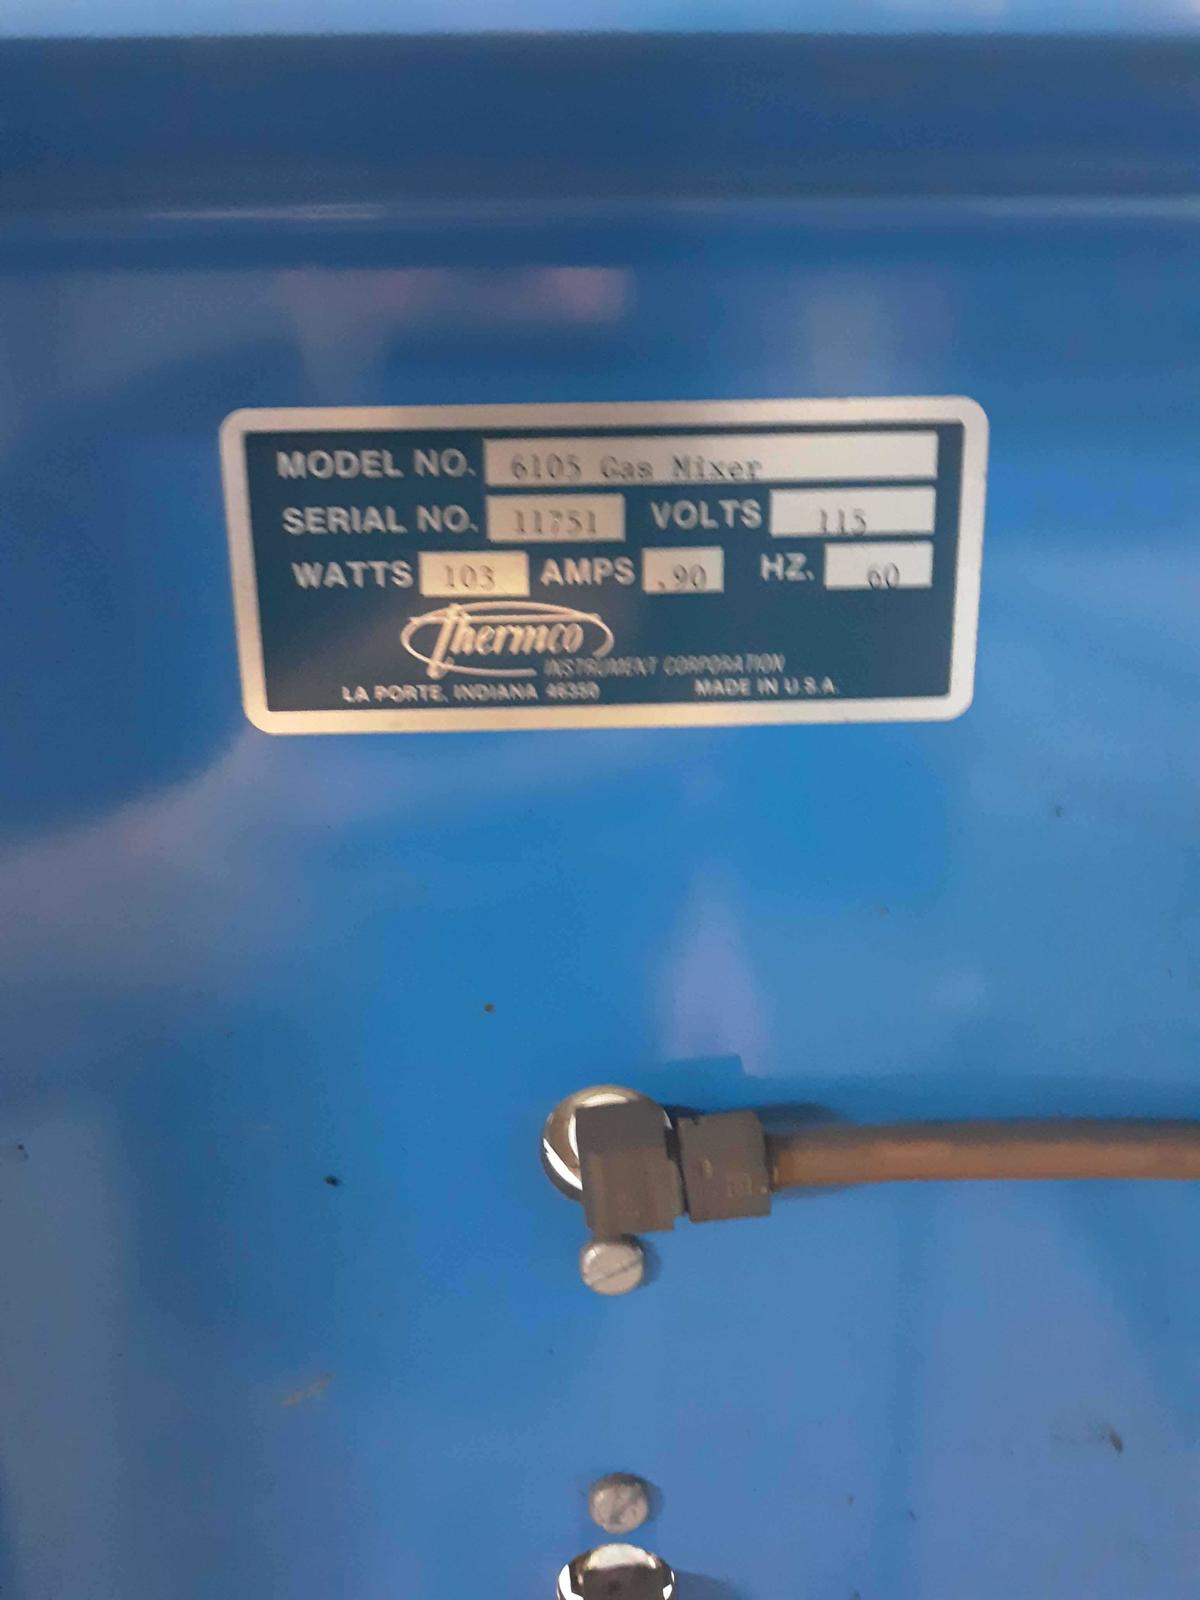 MODEL NO. 6105 Gas Mixer
SERIAL NO. 11751 VOLTS 115
WATTS 103 AMPS .90 HZ. 60
Thermco
INSTRUMENT CORPORATION
LA PORTE, INDIANA 46350 MADE IN U.S.A.